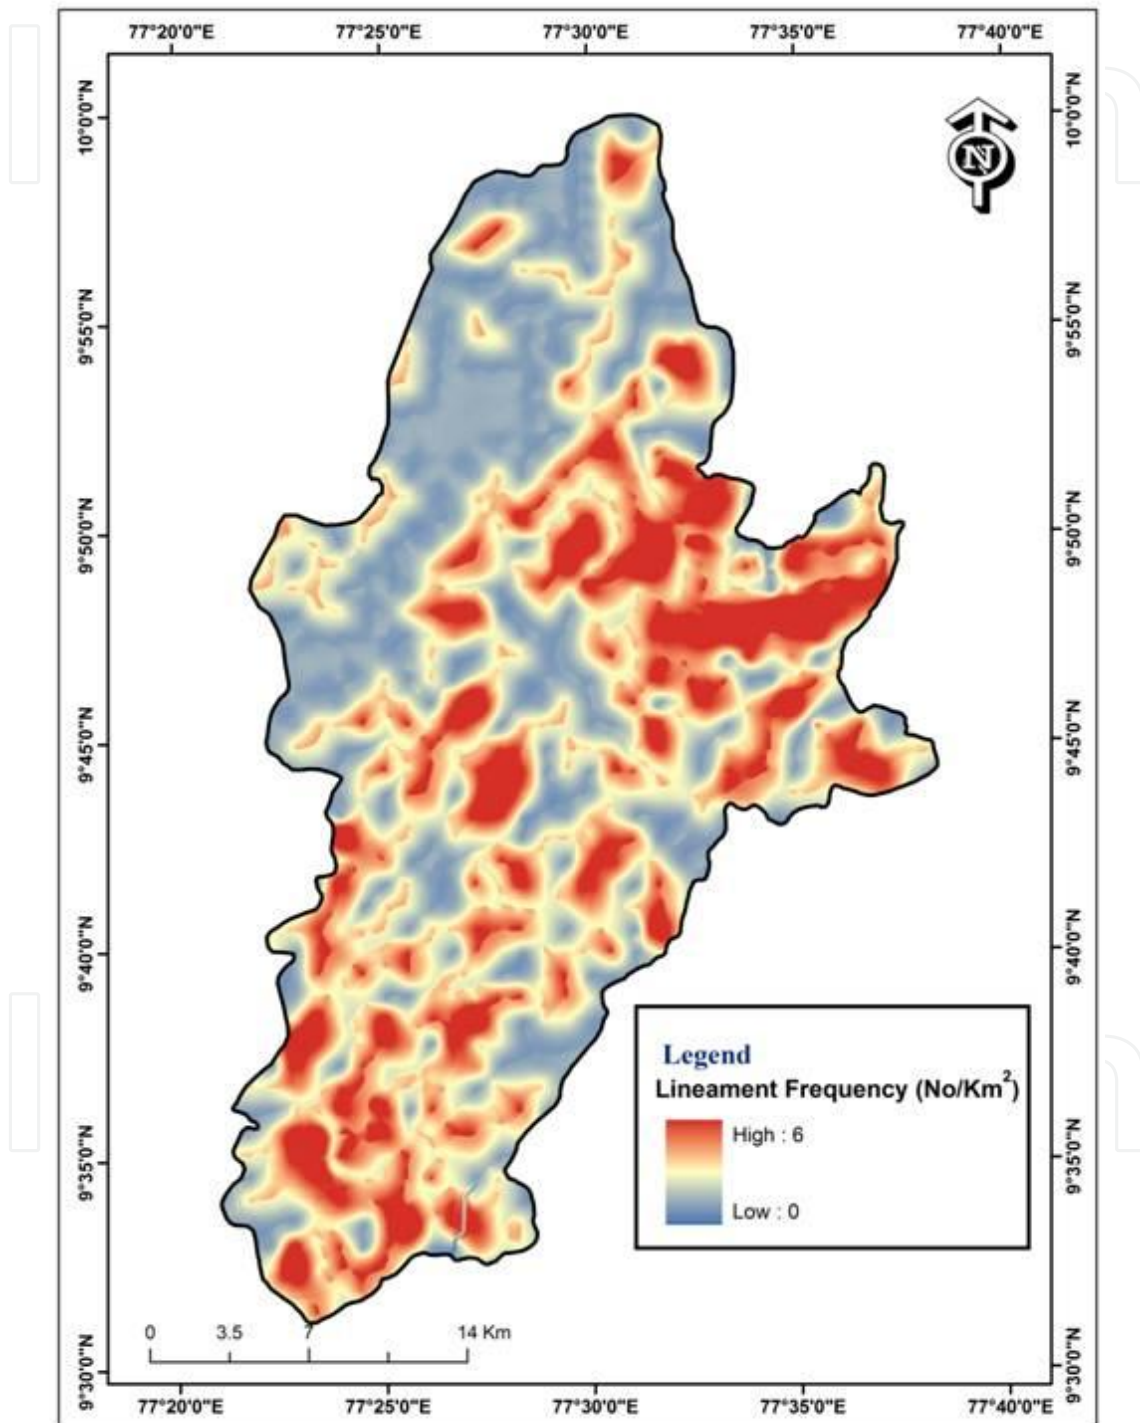 77°20'0"E 77°25'0"E 77°30'0"E 77°35'0"E 77°40'0"E
10°0'0"N 10°0'0"N
N
9°55'0"N 9°55'0"N
9°50'0"N 9°50'0"N
9°45'0"N 9°45'0"N
9°40'0"N 9°40'0"N
Legend
Lineament Frequency (No/Km²)
High : 6
Low : 0
9°35'0"N 9°35'0"N
0 3.5 7 14 Km
9°30'0"N 9°30'0"N
77°20'0"E 77°25'0"E 77°30'0"E 77°35'0"E 77°40'0"E